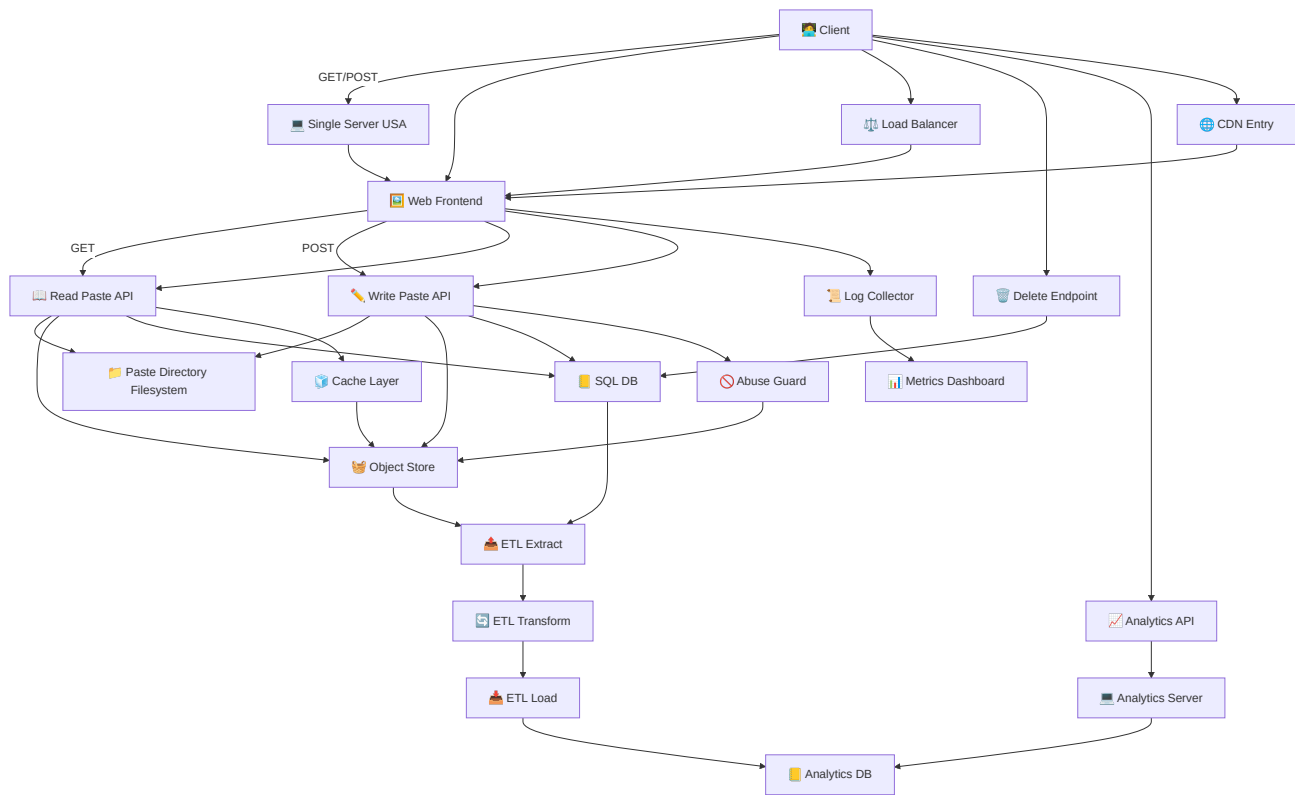 🧑‍💻 Client
GET/POST
💻 Single Server USA
⚖️ Load Balancer
🌐 CDN Entry
🖼️ Web Frontend
GET
POST
📖 Read Paste API
✏️ Write Paste API
📜 Log Collector
🗑️ Delete Endpoint
📁 Paste Directory
Filesystem
🧊 Cache Layer
📒 SQL DB
🚫 Abuse Guard
📊 Metrics Dashboard
🧺 Object Store
📤 ETL Extract
🔄 ETL Transform
📈 Analytics API
📥 ETL Load
💻 Analytics Server
📒 Analytics DB